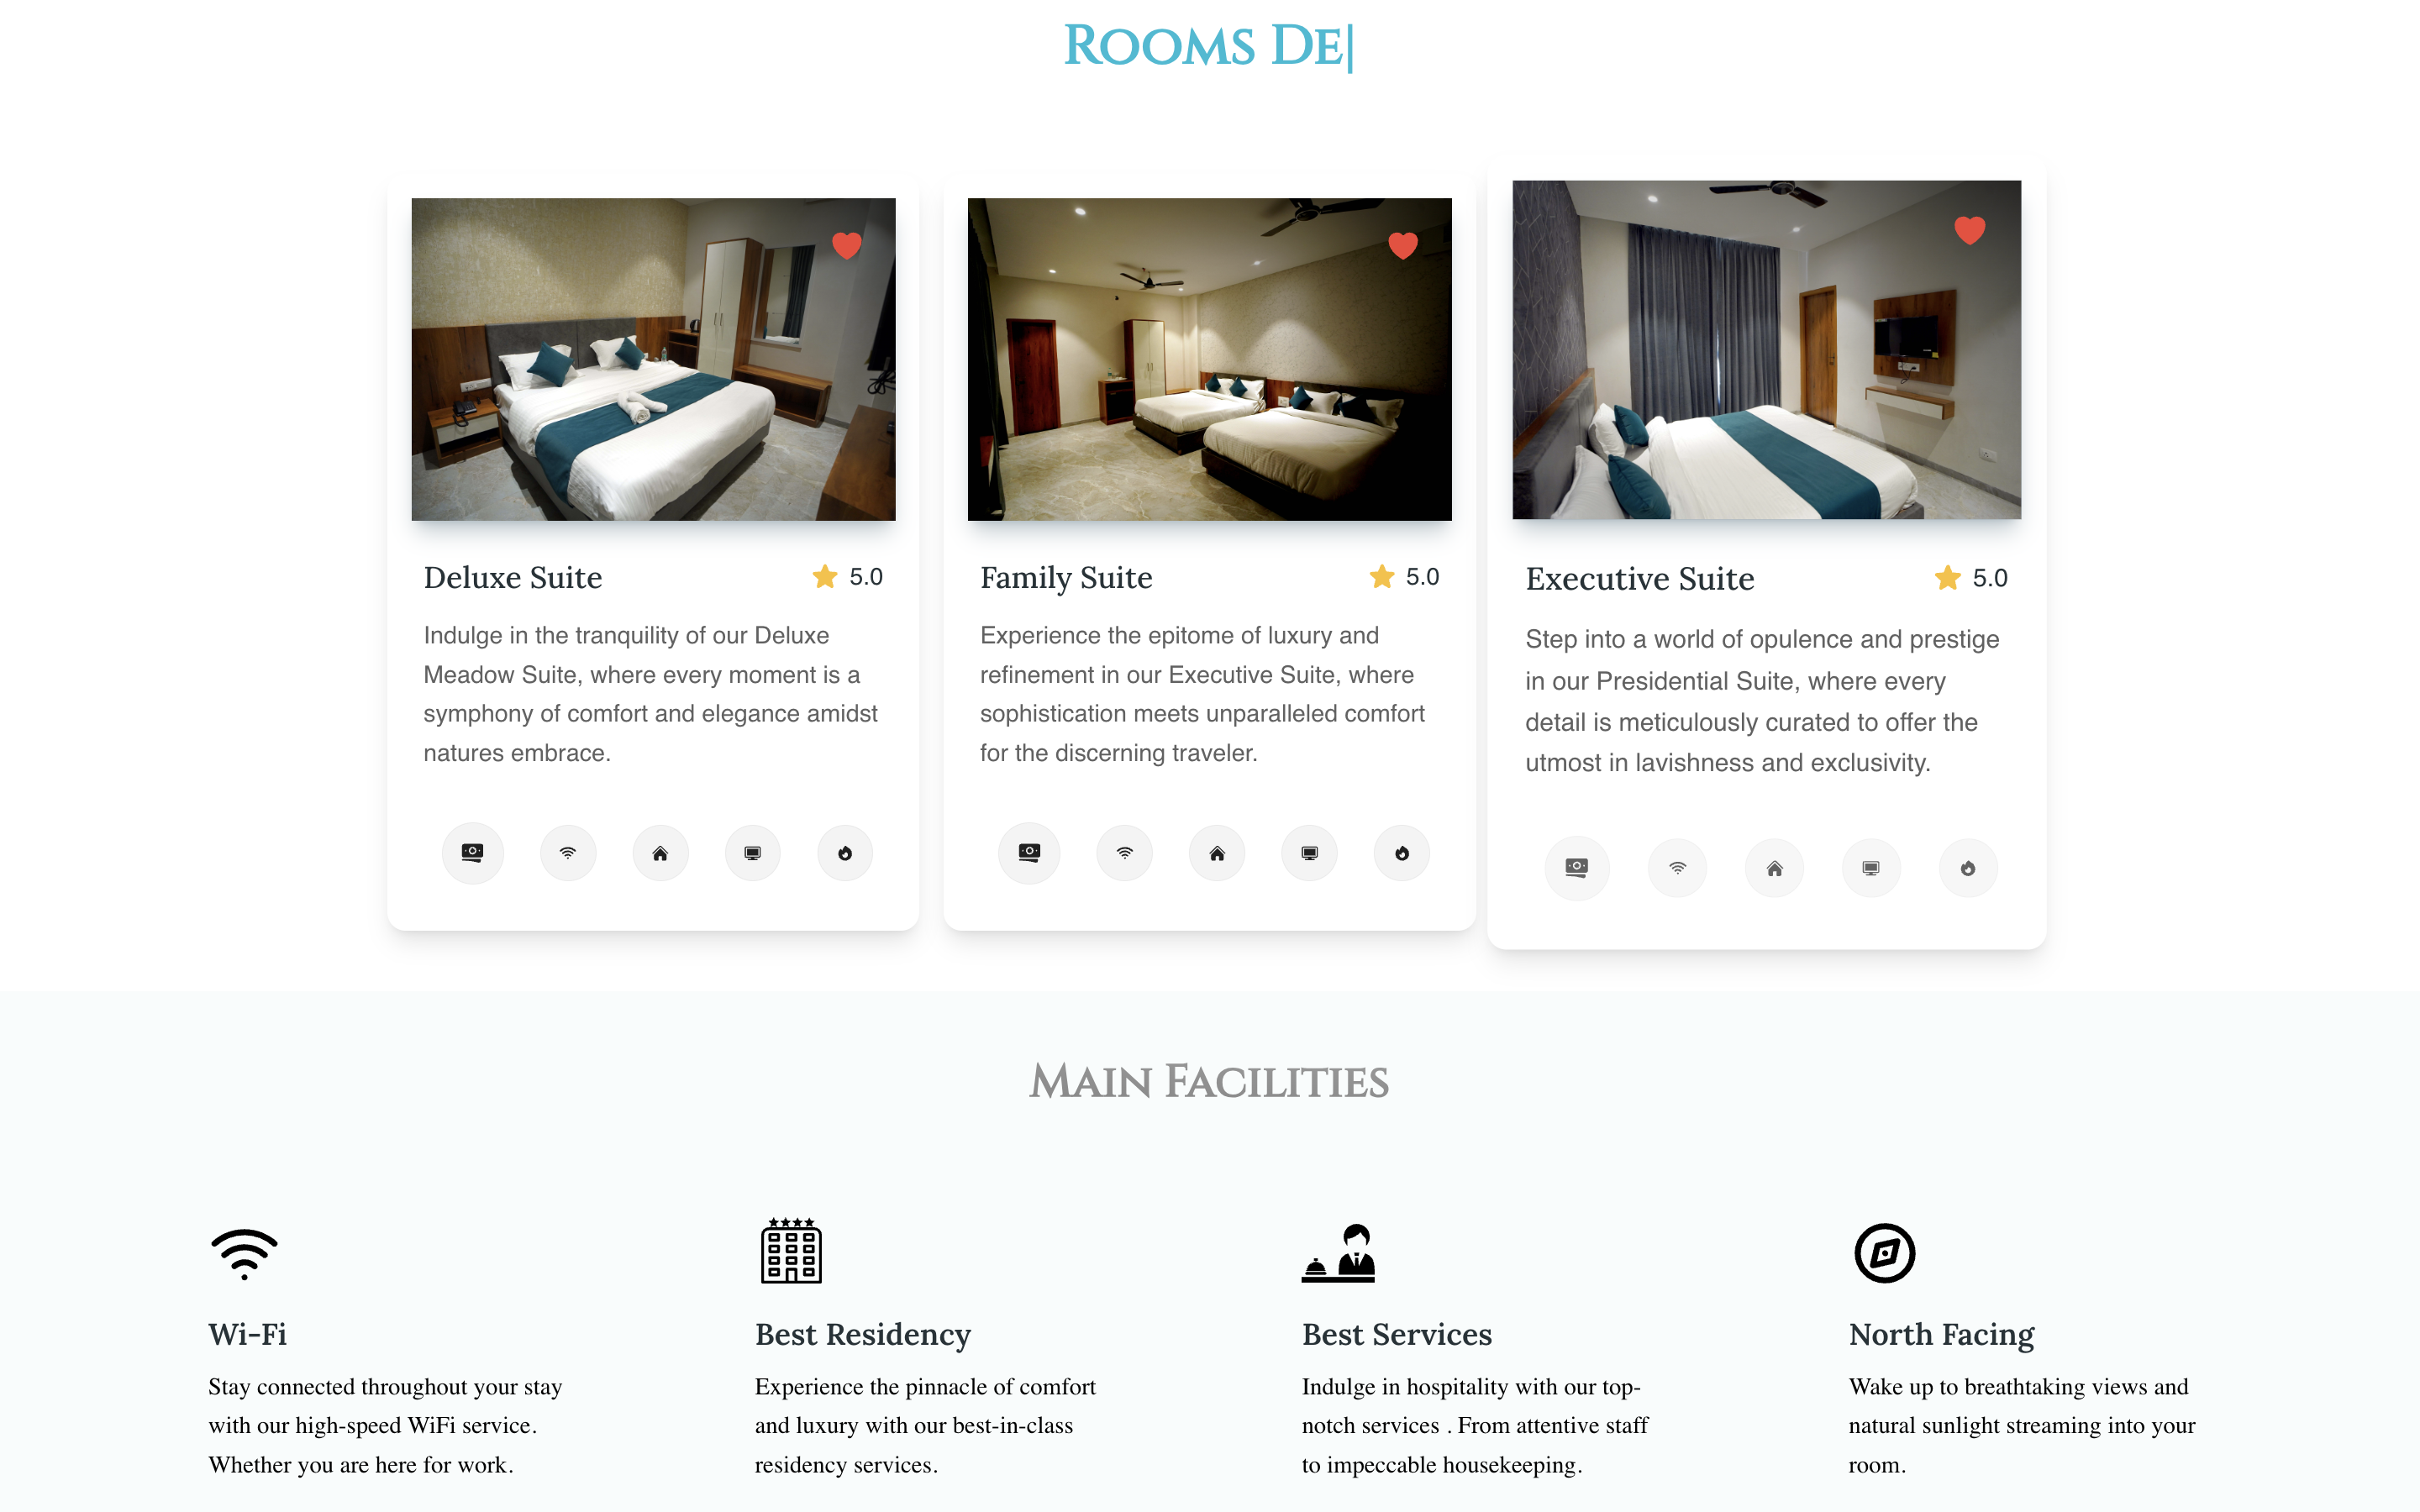 Rooms De|
Deluxe Suite
5.0
Indulge in the tranquility of our Deluxe
Meadow Suite, where every moment is a
symphony of comfort and elegance amidst
natures embrace.
Family Suite
5.0
Experience the epitome of luxury and
refinement in our Executive Suite, where
sophistication meets unparalleled comfort
for the discerning traveler.
Executive Suite
5.0
Step into a world of opulence and prestige
in our Presidential Suite, where every
detail is meticulously curated to offer the
utmost in lavishness and exclusivity.
Main Facilities
Wi-Fi
Stay connected throughout your stay
with our high-speed WiFi service.
Whether you are here for work.
Best Residency
Experience the pinnacle of comfort
and luxury with our best-in-class
residency services.
Best Services
Indulge in hospitality with our top-
notch services . From attentive staff
to impeccable housekeeping.
North Facing
Wake up to breathtaking views and
natural sunlight streaming into your
room.